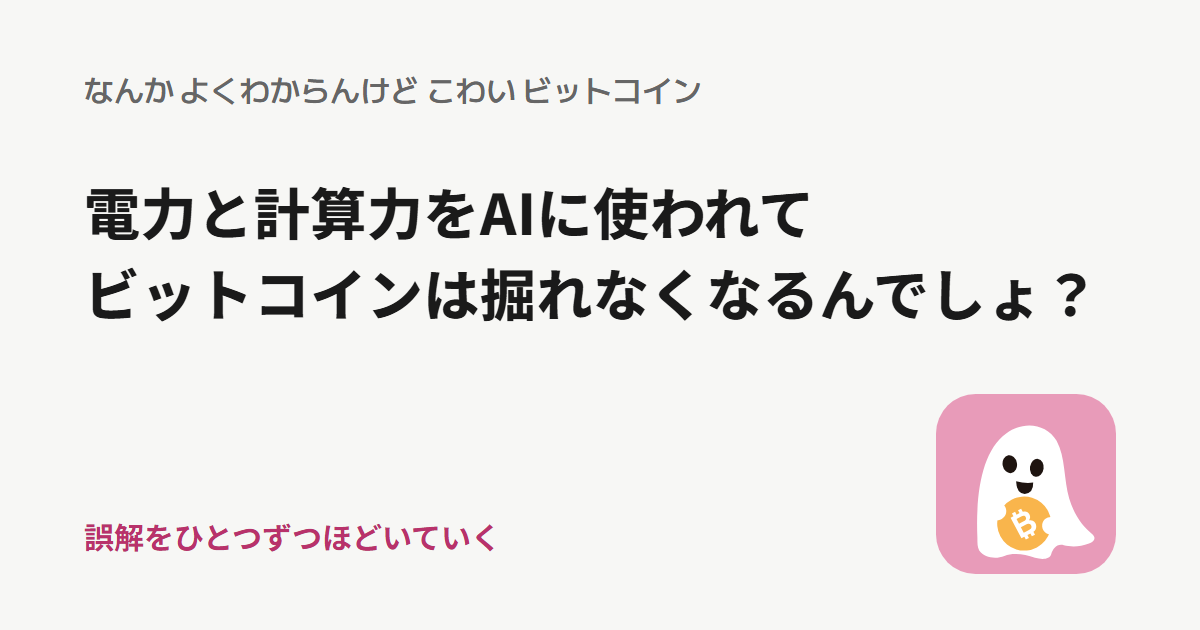 なんか よくわからんけど こわい ビットコイン
電力と計算力をAIに使われて
ビットコインは掘れなくなるんでしょ？
誤解をひとつずつほどいていく